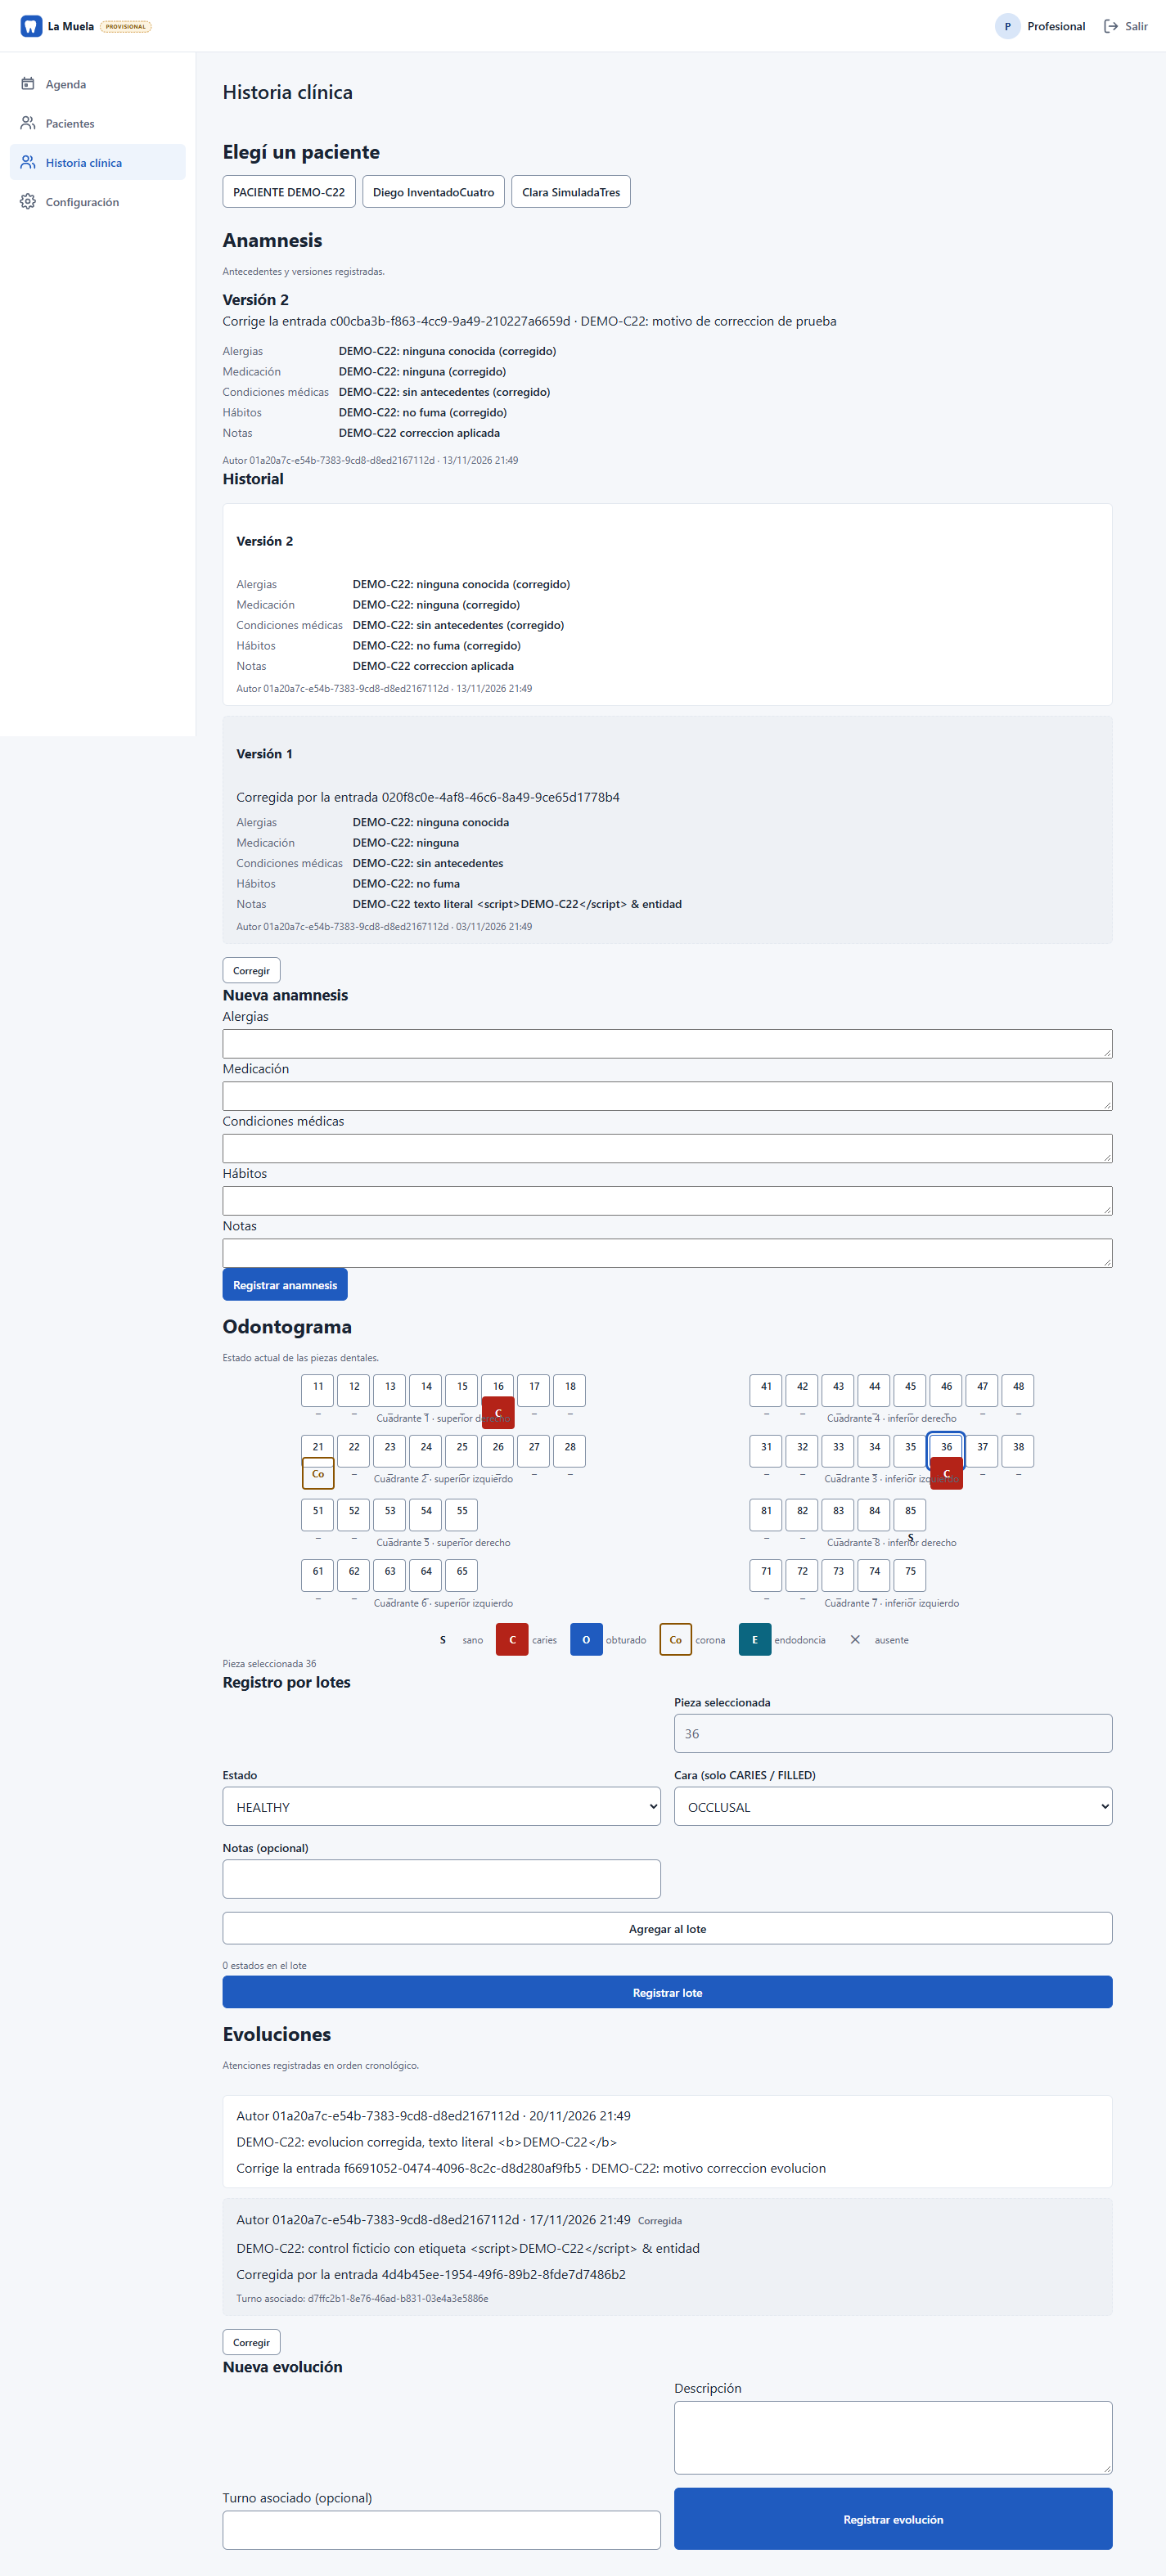 La Muela PROVISIONAL
P Profesional Salir
Agenda
Pacientes
Historia clínica
Configuración
Historia clínica
Elegí un paciente
PACIENTE DEMO-C22 Diego InventadoCuatro Clara SimuladaTres
Anamnesis
Antecedentes y versiones registradas.
Versión 2
Corrige la entrada c00cba3b-f863-4cc9-9a49-210227a6659d · DEMO-C22: motivo de correccion de prueba
Alergias DEMO-C22: ninguna conocida (corregido)
Medicación DEMO-C22: ninguna (corregido)
Condiciones médicas DEMO-C22: sin antecedentes (corregido)
Hábitos DEMO-C22: no fuma (corregido)
Notas DEMO-C22 correccion aplicada
Autor 01a20a7c-e54b-7383-9cd8-d8ed2167112d · 13/11/2026 21:49
Historial
Versión 2
Alergias DEMO-C22: ninguna conocida (corregido)
Medicación DEMO-C22: ninguna (corregido)
Condiciones médicas DEMO-C22: sin antecedentes (corregido)
Hábitos DEMO-C22: no fuma (corregido)
Notas DEMO-C22 correccion aplicada
Autor 01a20a7c-e54b-7383-9cd8-d8ed2167112d · 13/11/2026 21:49
Versión 1
Corregida por la entrada 020f8c0e-4af8-46c6-8a49-9ce65d1778b4
Alergias DEMO-C22: ninguna conocida
Medicación DEMO-C22: ninguna
Condiciones médicas DEMO-C22: sin antecedentes
Hábitos DEMO-C22: no fuma
Notas DEMO-C22 texto literal <script>DEMO-C22</script> & entidad
Autor 01a20a7c-e54b-7383-9cd8-d8ed2167112d · 03/11/2026 21:49
Corregir
Nueva anamnesis
Alergias
Medicación
Condiciones médicas
Hábitos
Notas
Registrar anamnesis
Odontograma
Estado actual de las piezas dentales.
11 12 13 14 15 16 17 18
– – – – – C – –
Cuadrante 1 · superior derecho
41 42 43 44 45 46 47 48
– – – – – – – –
Cuadrante 4 · inferior derecho
21 22 23 24 25 26 27 28
Co – – – – – – –
Cuadrante 2 · superior izquierdo
31 32 33 34 35 36 37 38
– – – – – C – –
Cuadrante 3 · inferior izquierdo
51 52 53 54 55
– – – – –
Cuadrante 5 · superior derecho
81 82 83 84 85
– – – – S
Cuadrante 8 · inferior derecho
61 62 63 64 65
– – – – –
Cuadrante 6 · superior izquierdo
71 72 73 74 75
– – – – –
Cuadrante 7 · inferior izquierdo
S sano C caries O obturado Co corona E endodoncia ✕ ausente
Pieza seleccionada 36
Registro por lotes
Pieza seleccionada
36
Estado Cara (solo CARIES / FILLED)
HEALTHY OCCLUSAL
Notas (opcional)
Agregar al lote
0 estados en el lote
Registrar lote
Evoluciones
Atenciones registradas en orden cronológico.
Autor 01a20a7c-e54b-7383-9cd8-d8ed2167112d · 20/11/2026 21:49
DEMO-C22: evolucion corregida, texto literal <b>DEMO-C22</b>
Corrige la entrada f6691052-0474-4096-8c2c-d8d280af9fb5 · DEMO-C22: motivo correccion evolucion
Autor 01a20a7c-e54b-7383-9cd8-d8ed2167112d · 17/11/2026 21:49 Corregida
DEMO-C22: control ficticio con etiqueta <script>DEMO-C22</script> & entidad
Corregida por la entrada 4d4b45ee-1954-49f6-89b2-8fde7d7486b2
Turno asociado: d7ffc2b1-8e76-46ad-b831-03e4a3e5886e
Corregir
Nueva evolución
Descripción
Turno asociado (opcional)
Registrar evolución